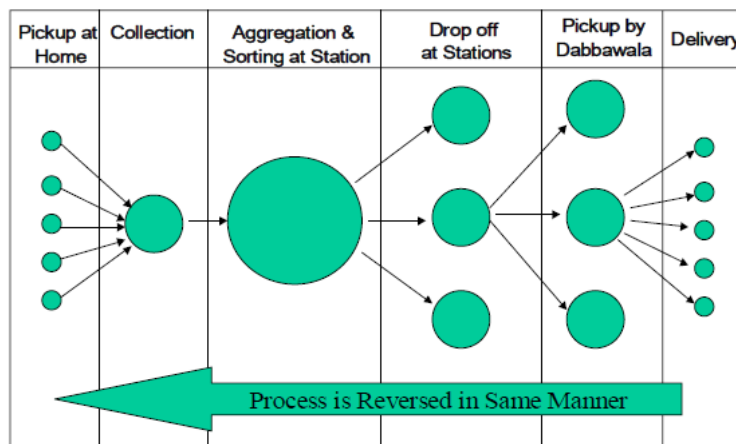 Pickup at
Home
Collection
Aggregation &
Sorting at Station
Drop off
at Stations
Pickup by
Dabbawala
Delivery
Process is Reversed in Same Manner